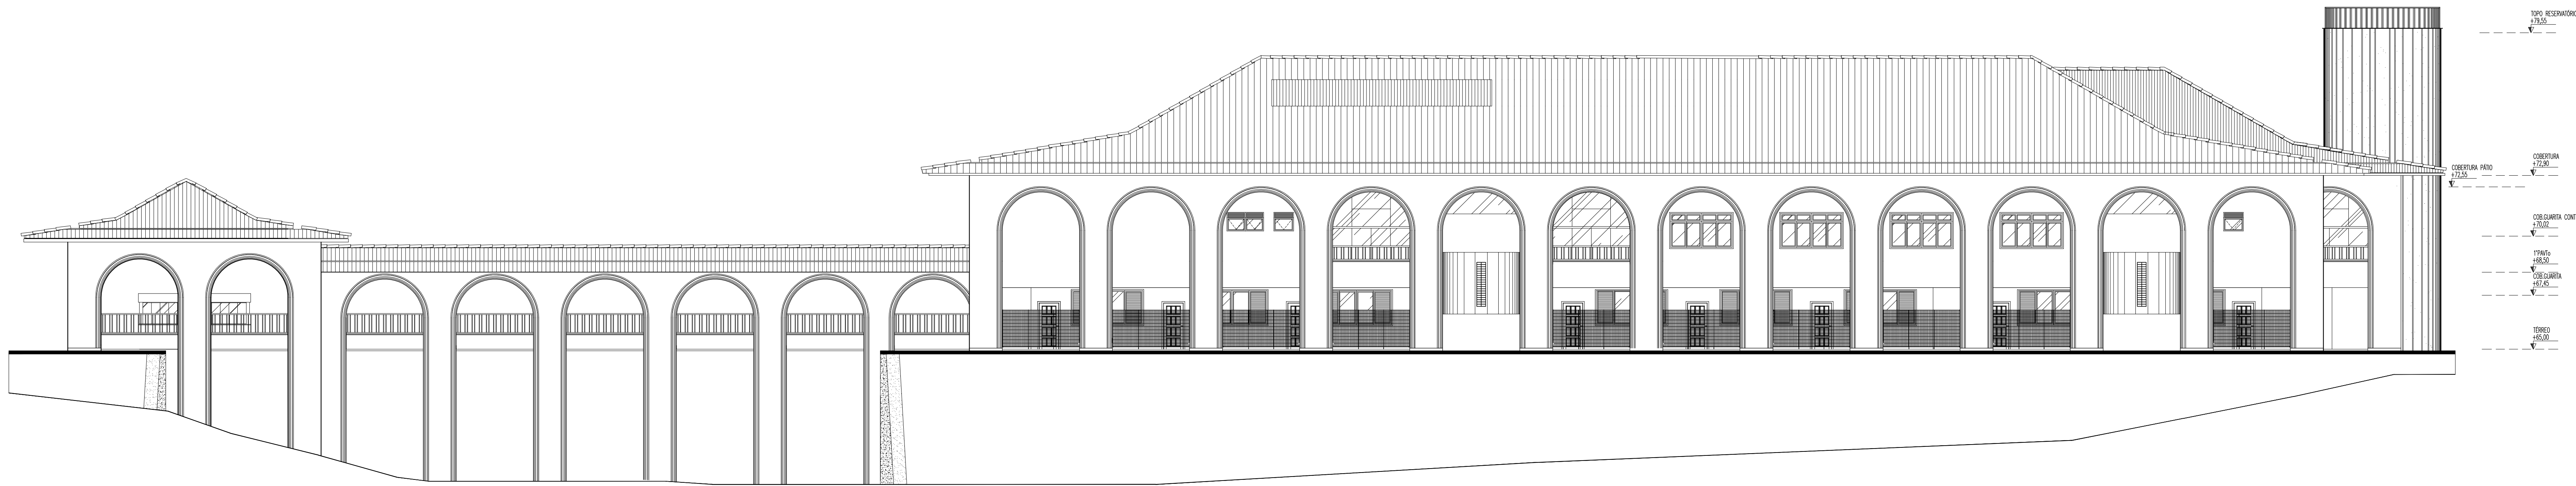 TOPO RESERVATÓRIO
+79,55
COBERTURA
+72,90
COBERTURA PÁTIO
+72,55
COB.GUARITA CONT
+70,02
1°PAVTo
+68,50
COB.GUARITA
+67,45
TÉRREO
+65,00